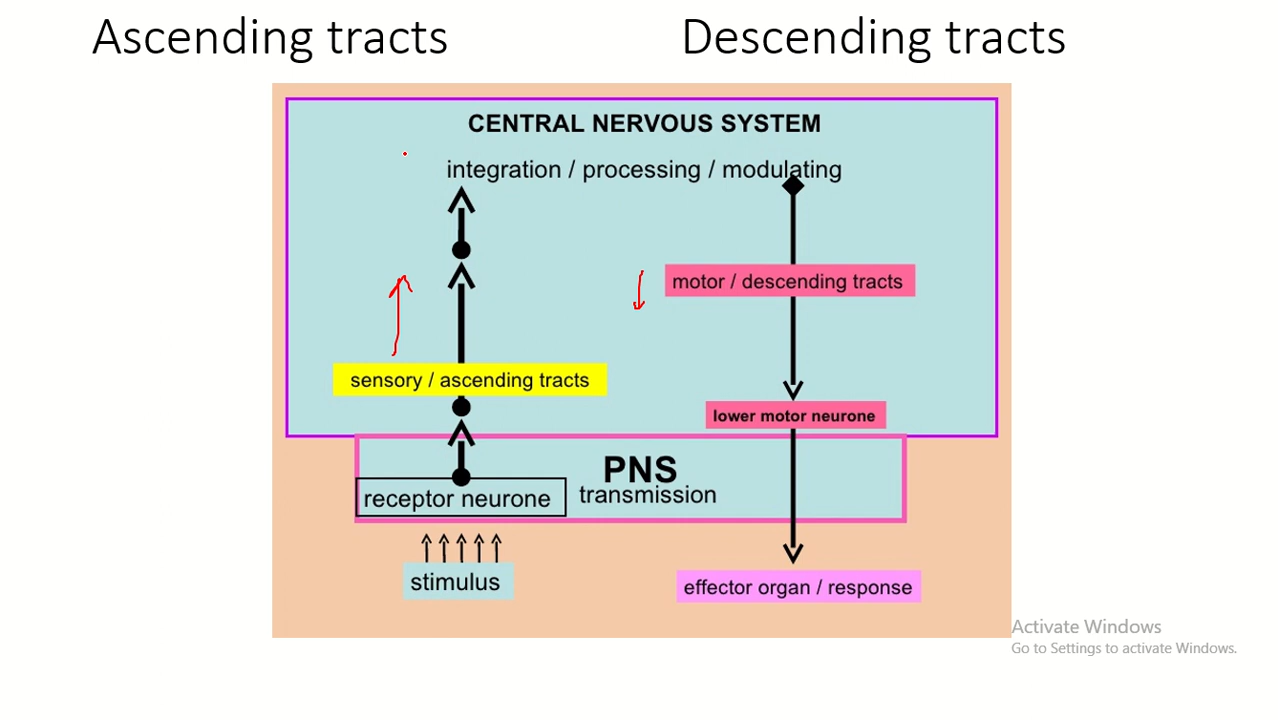 Ascending tracts
Descending tracts
CENTRAL NERVOUS SYSTEM
integration / processing / modulating
motor / descending tracts
sensory / ascending tracts
lower motor neurone
PNS
receptor neurone
transmission
stimulus
effector organ / response
Activate Windows
Go to Settings to activate Windows.